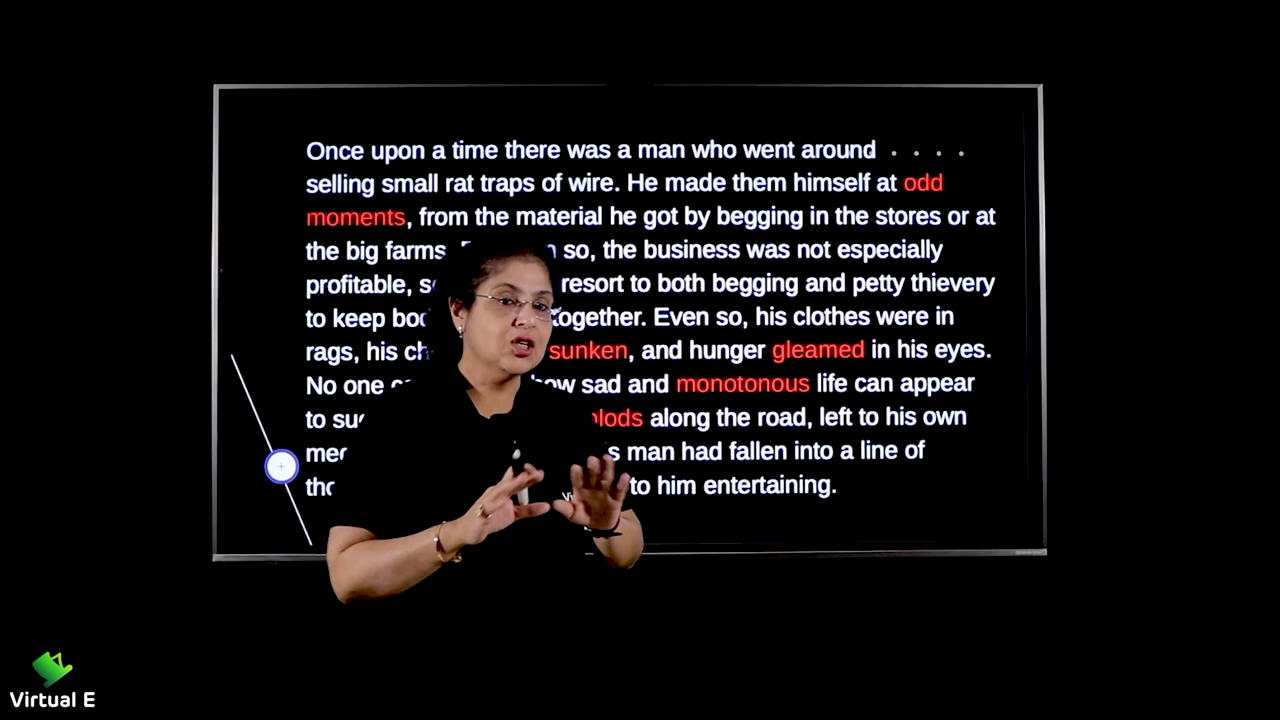 Once upon a time there was a man who went around
selling small rat traps of wire. He made them himself at odd
moments, from the material he got by begging in the stores or at
the big farms. so, the business was not especially
profitable, resort to both begging and petty thievery
to keep together. Even so, his clothes were in
rags, his sunken, and hunger gleamed in his eyes.
No one sad and monotonous life can appear
to plods along the road, left to his own
man had fallen into a line of
to him entertaining.
Virtual E